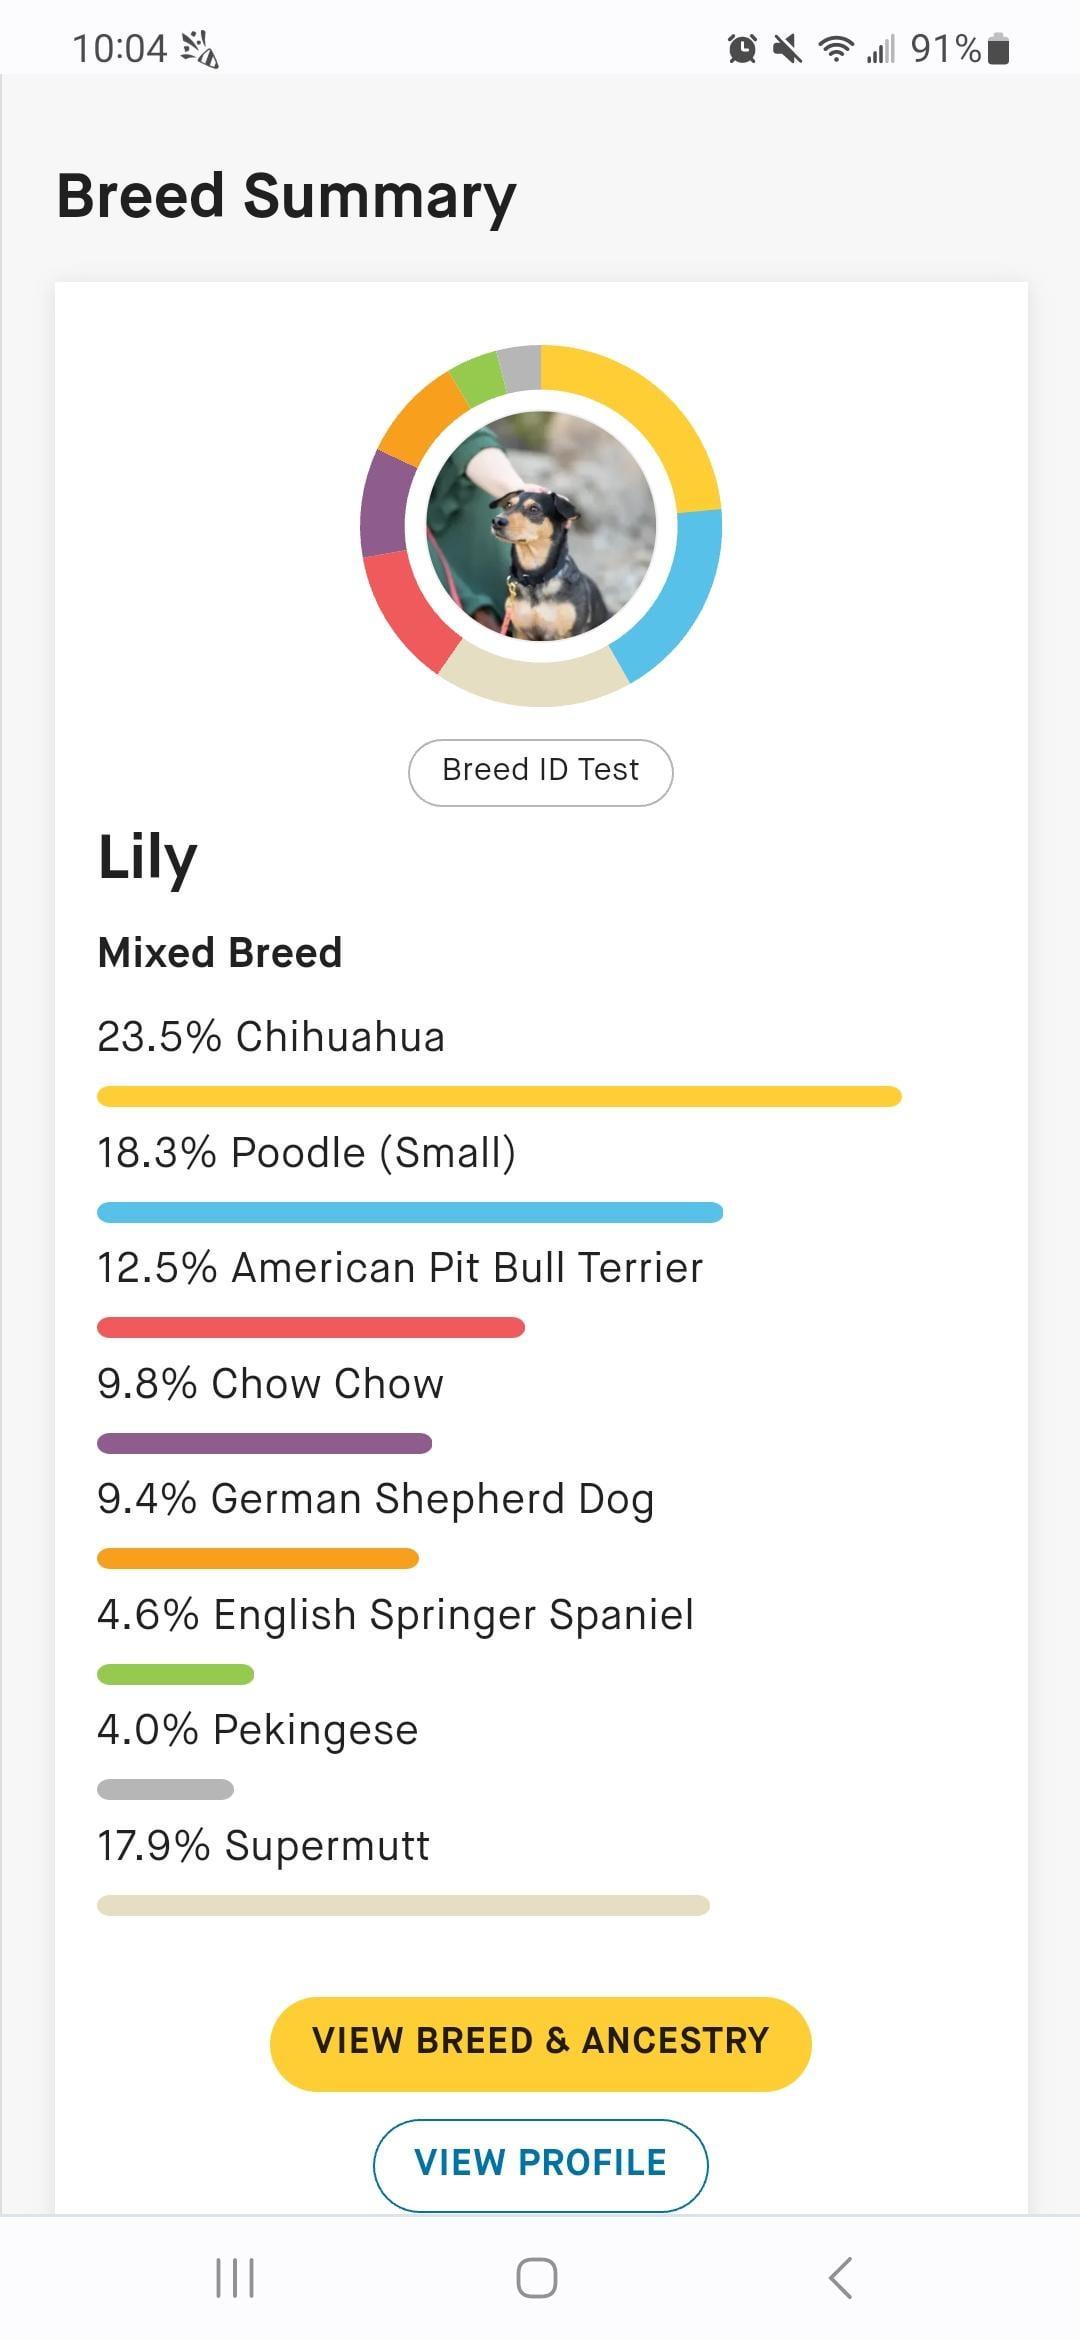 10:04 91%
Breed Summary
Breed ID Test
Lily
Mixed Breed
23.5% Chihuahua
18.3% Poodle (Small)
12.5% American Pit Bull Terrier
9.8% Chow Chow
9.4% German Shepherd Dog
4.6% English Springer Spaniel
4.0% Pekingese
17.9% Supermutt
VIEW BREED & ANCESTRY
VIEW PROFILE